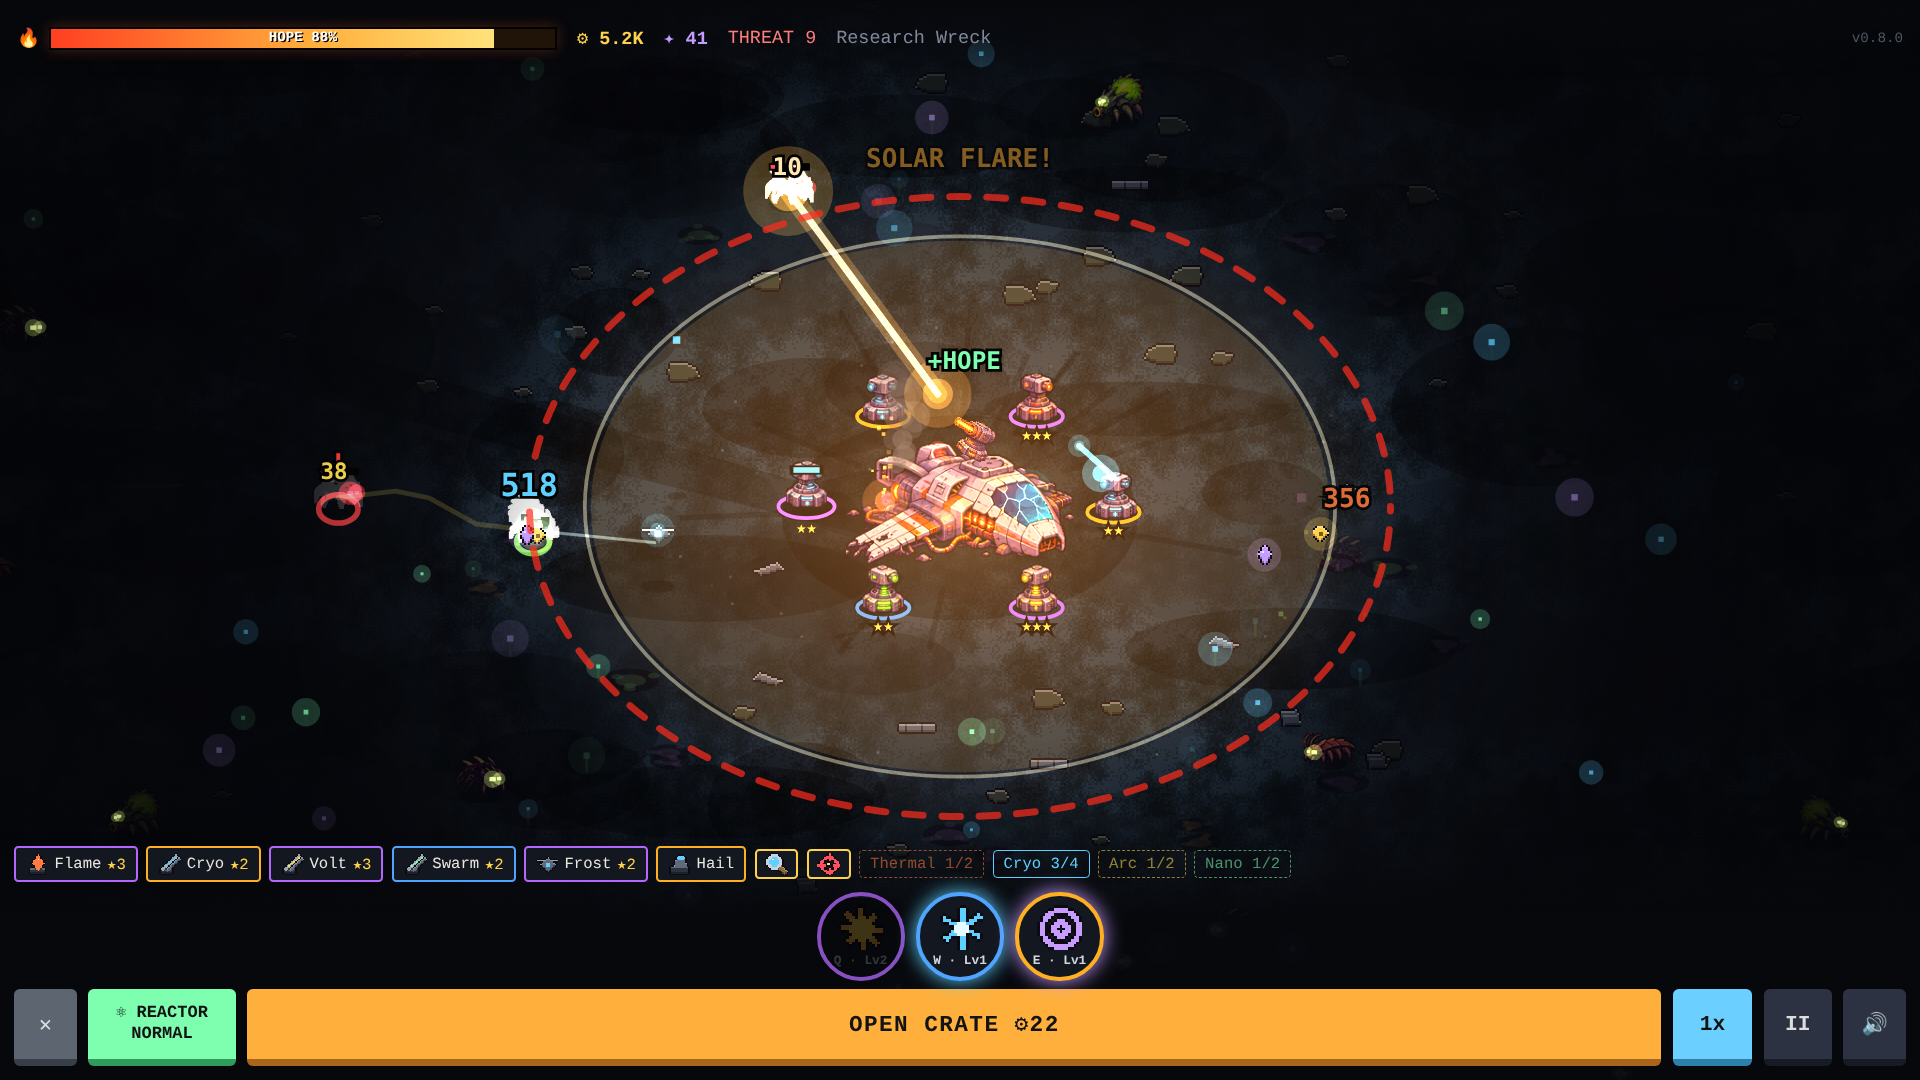 🔥 HOPE 88% ⚙ 5.2K ✦ 41 THREAT 9 Research Wreck v0.8.0
SOLAR FLARE!
10
+HOPE
★★★
38
518
356
★★
★★
★★
★★★
Flame ★3 Cryo ★2 Volt ★3 Swarm ★2 Frost ★2 Hail Thermal 1/2 Cryo 3/4 Arc 1/2 Nano 1/2
Q · Lv2 W · Lv1 E · Lv1
✕ ⚛ REACTOR NORMAL OPEN CRATE ⚙22 1x II 🔊